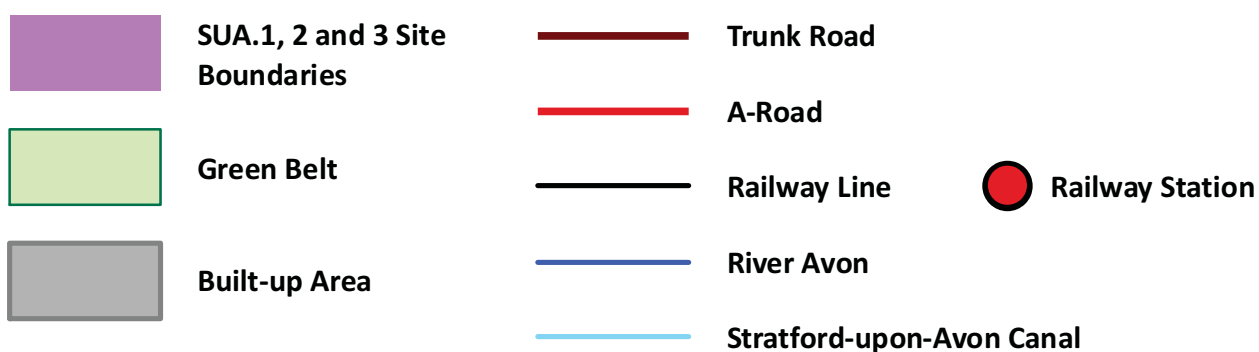 SUA.1, 2 and 3 Site
Boundaries
Green Belt
Built-up Area
Trunk Road
A-Road
Railway Line
River Avon
Stratford-upon-Avon Canal
Railway Station